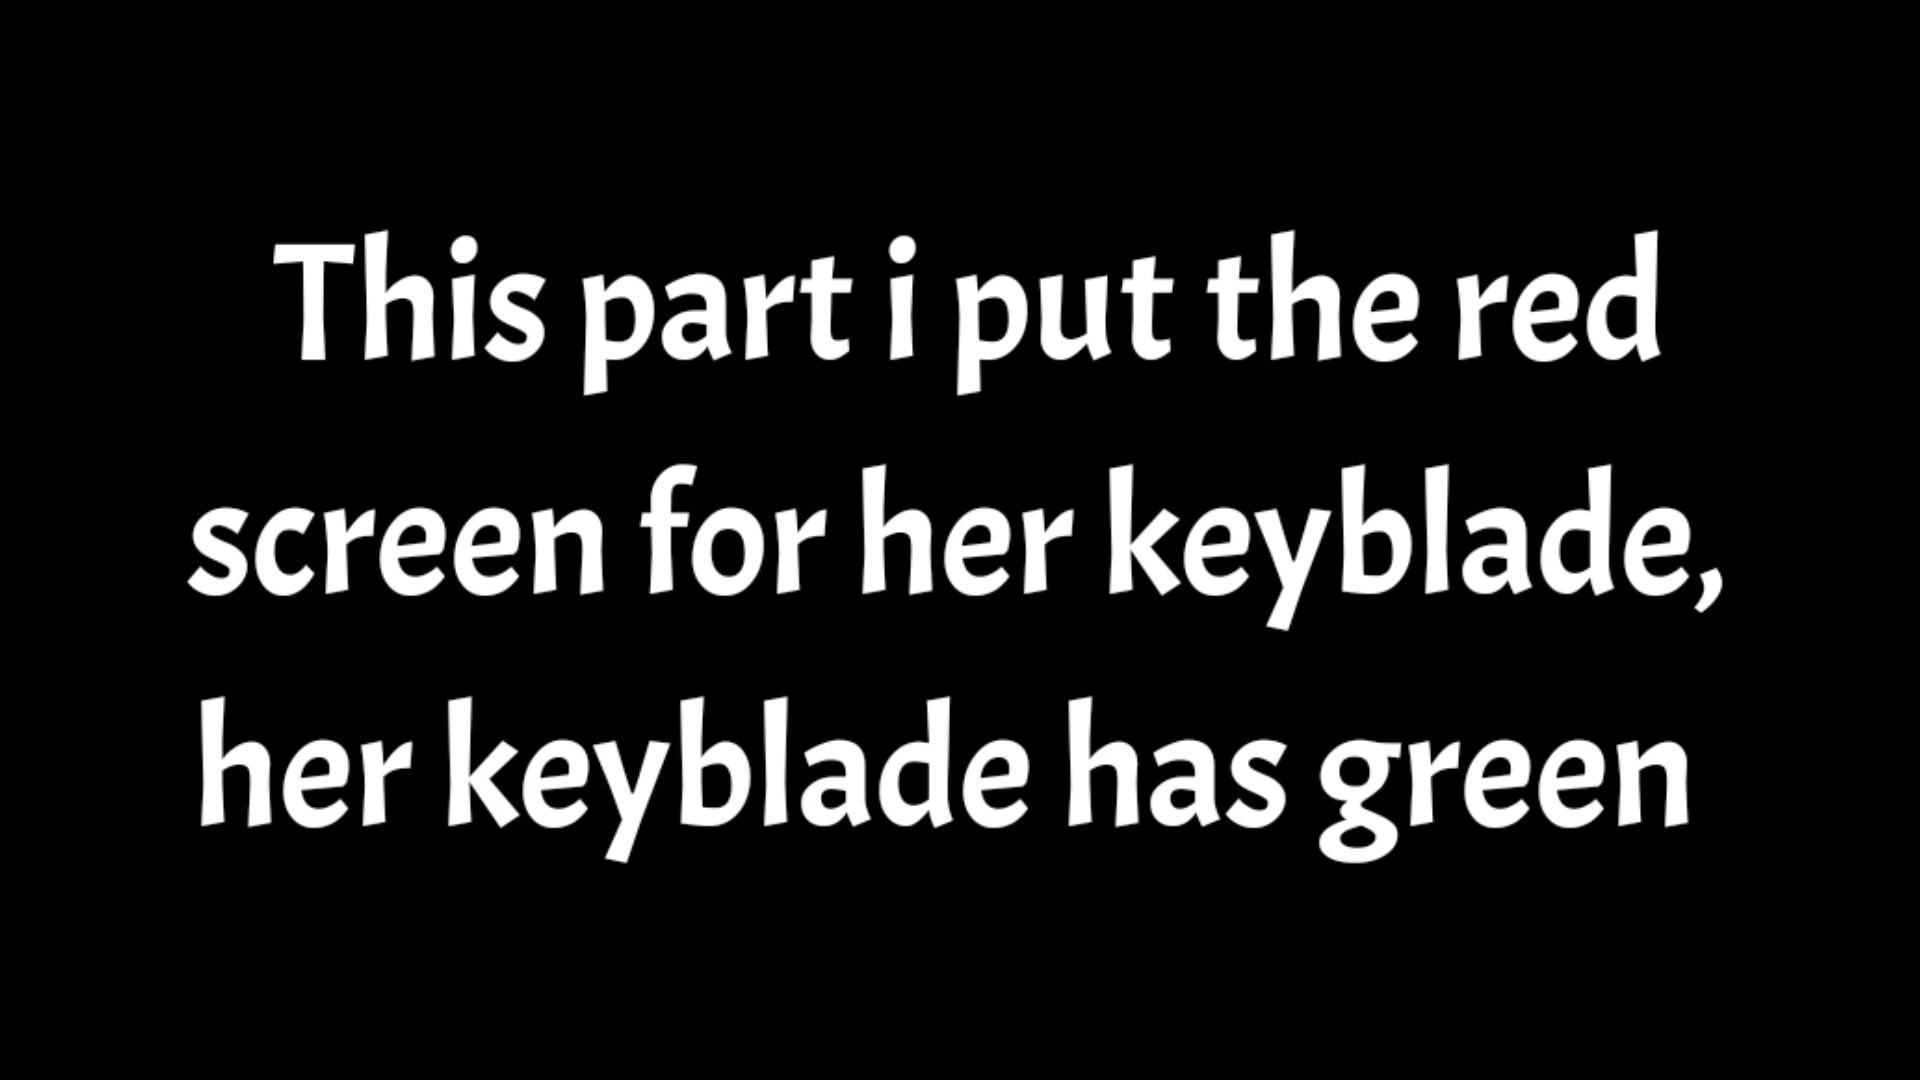 This part i put the red
screen for her keyblade,
her keyblade has green